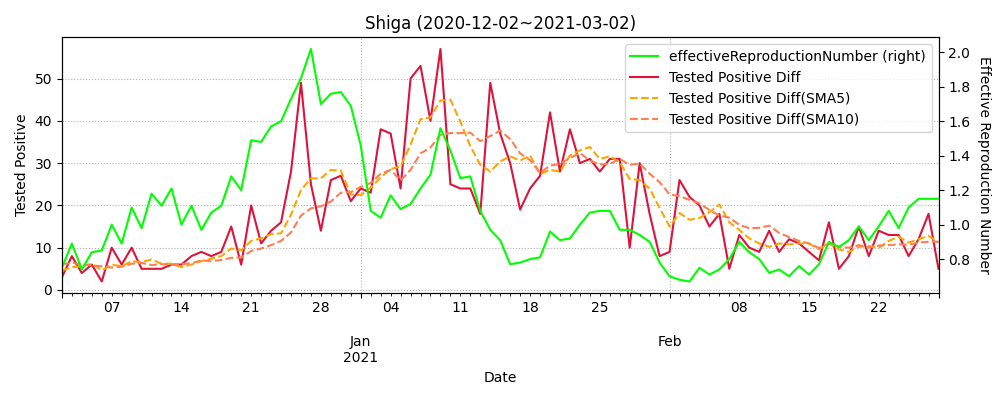 Shiga (2020-12-02~2021-03-02)
effectiveReproductionNumber (right)
Tested Positive Diff
Tested Positive Diff(SMA5)
Tested Positive Diff(SMA10)
Tested Positive
50
40
30
20
10
0
2.0
1.8
1.6
1.4
1.2
1.0
0.8
Effective Reproduction Number
07 14 21 28 04 11 18 25 08 15 22
Jan Feb
2021
Date